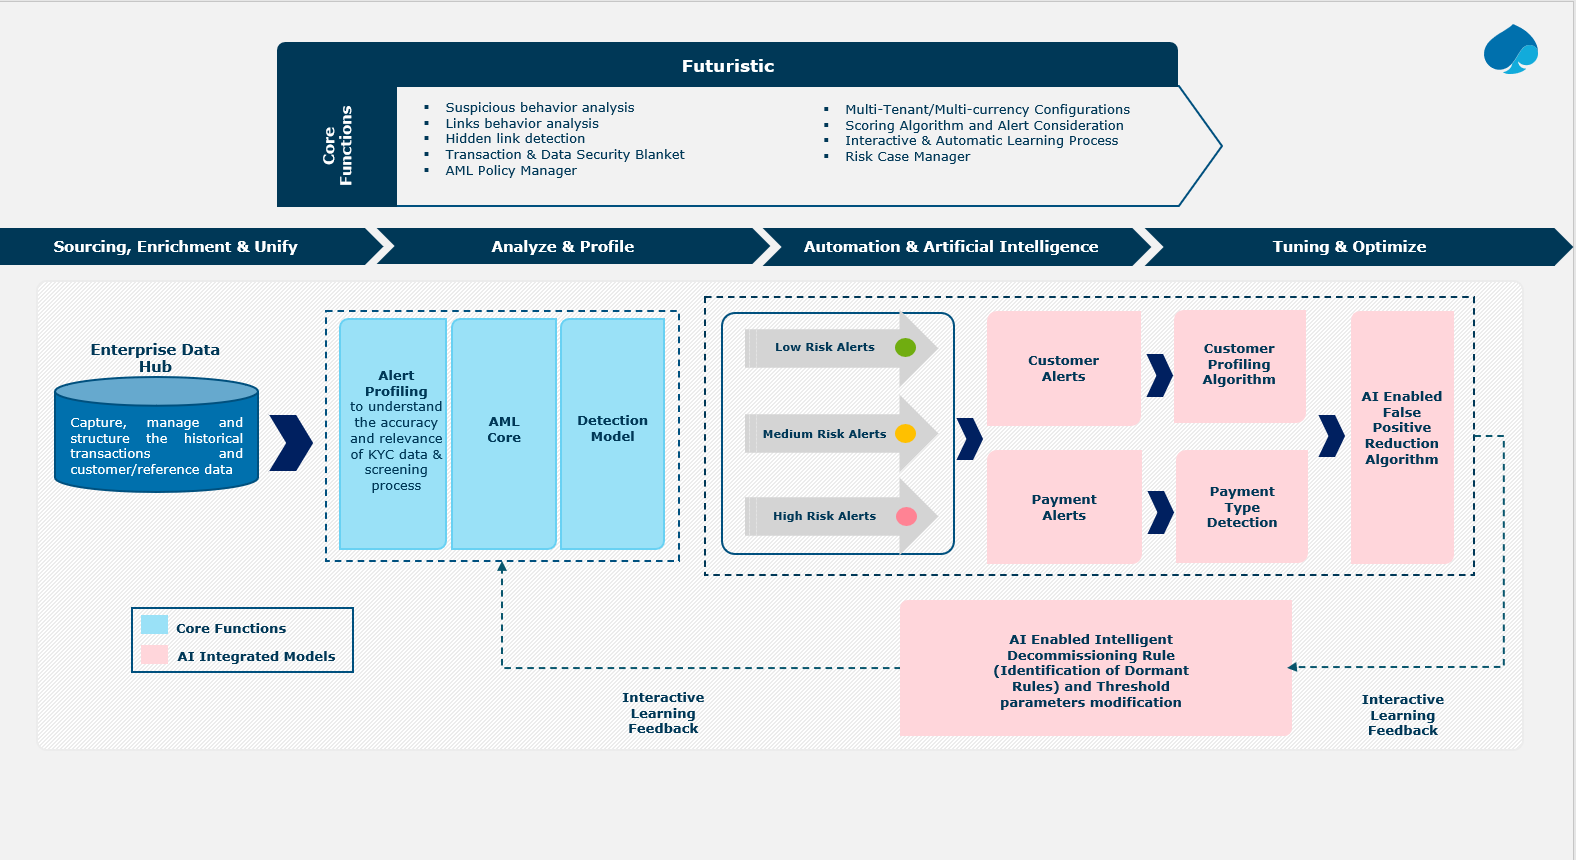 Futuristic
Core
Functions
▪ Suspicious behavior analysis
▪ Links behavior analysis
▪ Hidden link detection
▪ Transaction & Data Security Blanket
▪ AML Policy Manager
▪ Multi-Tenant/Multi-currency Configurations
▪ Scoring Algorithm and Alert Consideration
▪ Interactive & Automatic Learning Process
▪ Risk Case Manager
Sourcing, Enrichment & Unify
Analyze & Profile
Automation & Artificial Intelligence
Tuning & Optimize
Enterprise Data
Hub
Capture, manage and
structure the historical
transactions and
customer/reference data
Alert
Profiling
to understand
the accuracy
and relevance
of KYC data &
screening
process
AML
Core
Detection
Model
Low Risk Alerts
Medium Risk Alerts
High Risk Alerts
Customer
Alerts
Customer
Profiling
Algorithm
Payment
Alerts
Payment
Type
Detection
AI Enabled
False
Positive
Reduction
Algorithm
Core Functions
AI Integrated Models
Interactive
Learning
Feedback
AI Enabled Intelligent
Decommissioning Rule
(Identification of Dormant
Rules) and Threshold
parameters modification
Interactive
Learning
Feedback